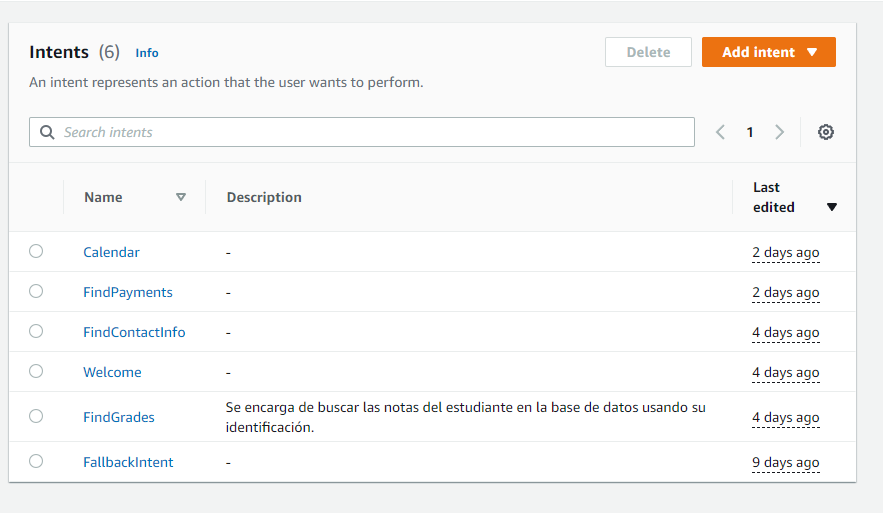 Intents (6) Info
Delete
Add intent
An intent represents an action that the user wants to perform.
Search intents
1
Name
Description
Last
edited
Calendar - 2 days ago
FindPayments - 2 days ago
FindContactInfo - 4 days ago
Welcome - 4 days ago
FindGrades
Se encarga de buscar las notas del estudiante en la base de datos usando su
identificación.
4 days ago
FallbackIntent - 9 days ago